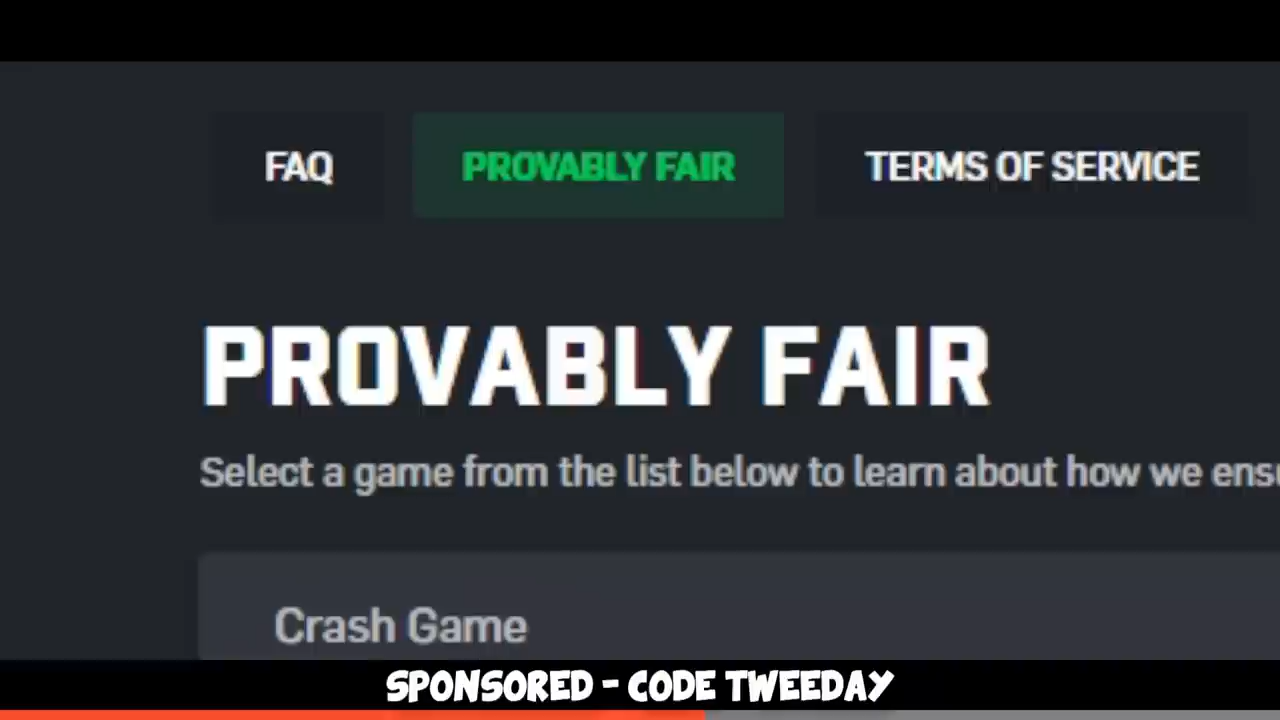 FAQ
PROVABLY FAIR
TERMS OF SERVICE
PROVABLY FAIR
Select a game from the list below to learn about how we
Crash Game
SPONSORED - CODE TWEEDAY